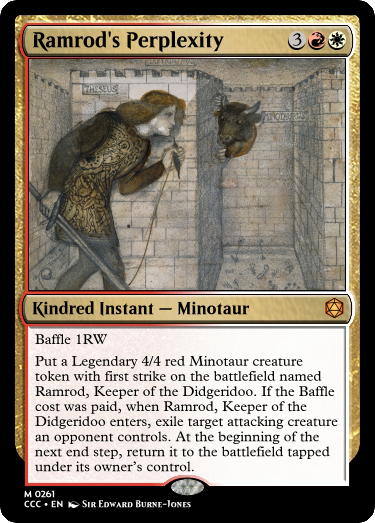 Ramrod's Perplexity 3
THESEUS
Kindred Instant — Minotaur
Baffle 1RW
Put a Legendary 4/4 red Minotaur creature
token with first strike on the battlefield named
Ramrod, Keeper of the Didgeridoo. If the Baffle
cost was paid, when Ramrod, Keeper of the
Didgeridoo enters, exile target attacking creature
an opponent controls. At the beginning of the
next end step, return it to the battlefield tapped
under its owner's control.
M 0261
CCC • EN Sir Edward Burne-Jones